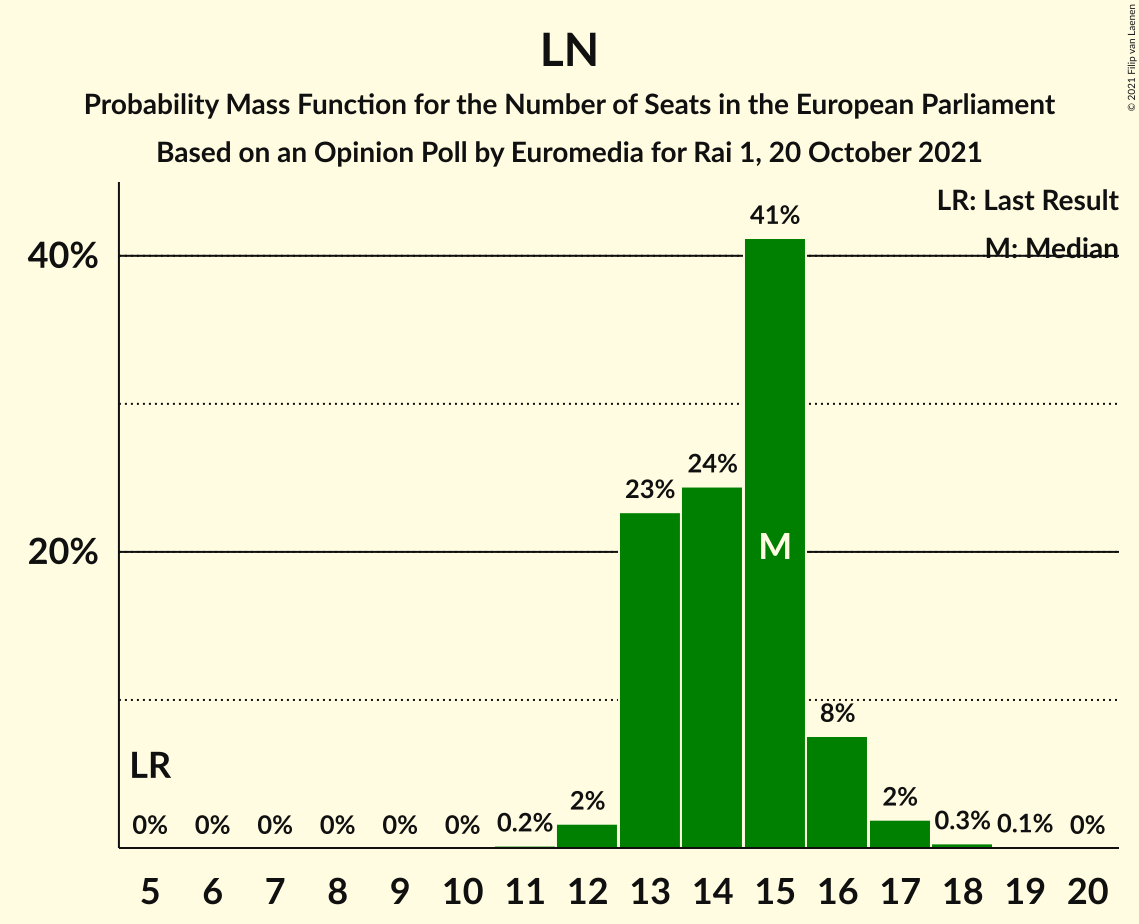 LN
Probability Mass Function for the Number of Seats in the European Parliament
Based on an Opinion Poll by Euromedia for Rai 1, 20 October 2021
© 2021 Filip van Laenen
LR: Last Result
M: Median
40%
20%
41%
24%
23%
M
8%
LR
0% 0% 0% 0% 0% 0% 0.2% 2% 2% 0.3% 0.1% 0%
5 6 7 8 9 10 11 12 13 14 15 16 17 18 19 20